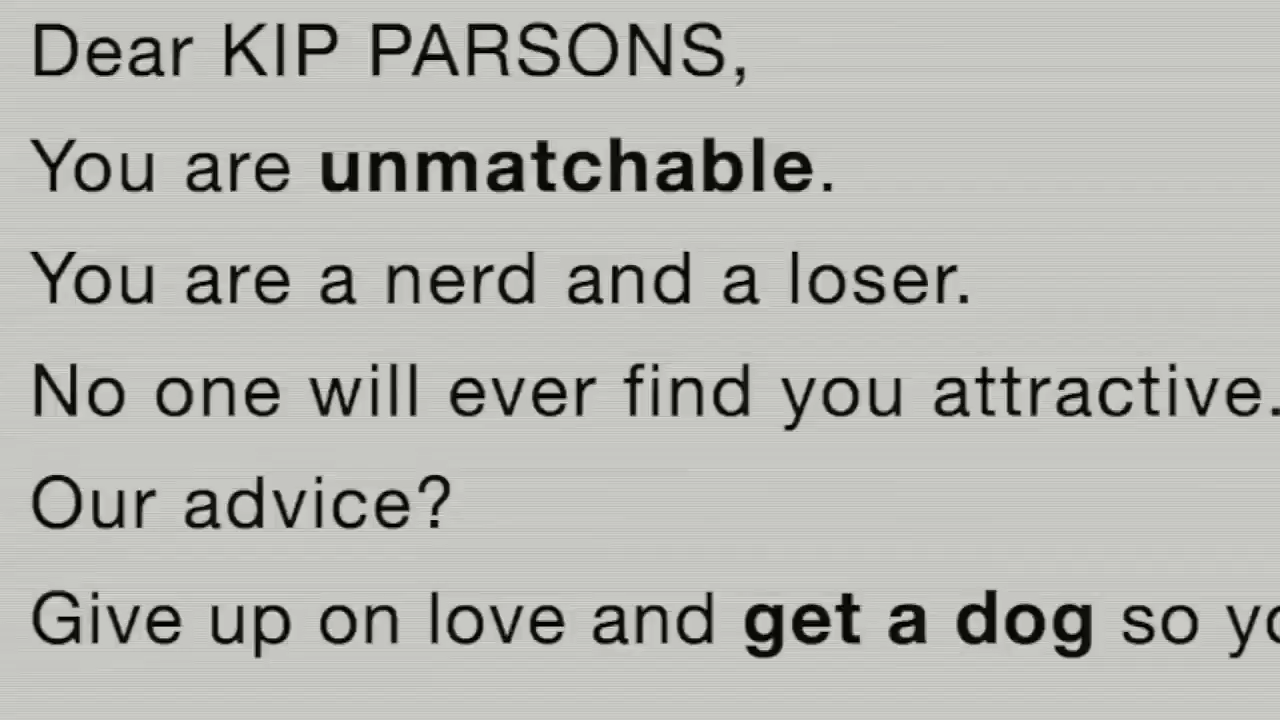 Dear KIP PARSONS,
You are unmatchable.
You are a nerd and a loser.
No one will ever find you attractive.
Our advice?
Give up on love and get a dog so